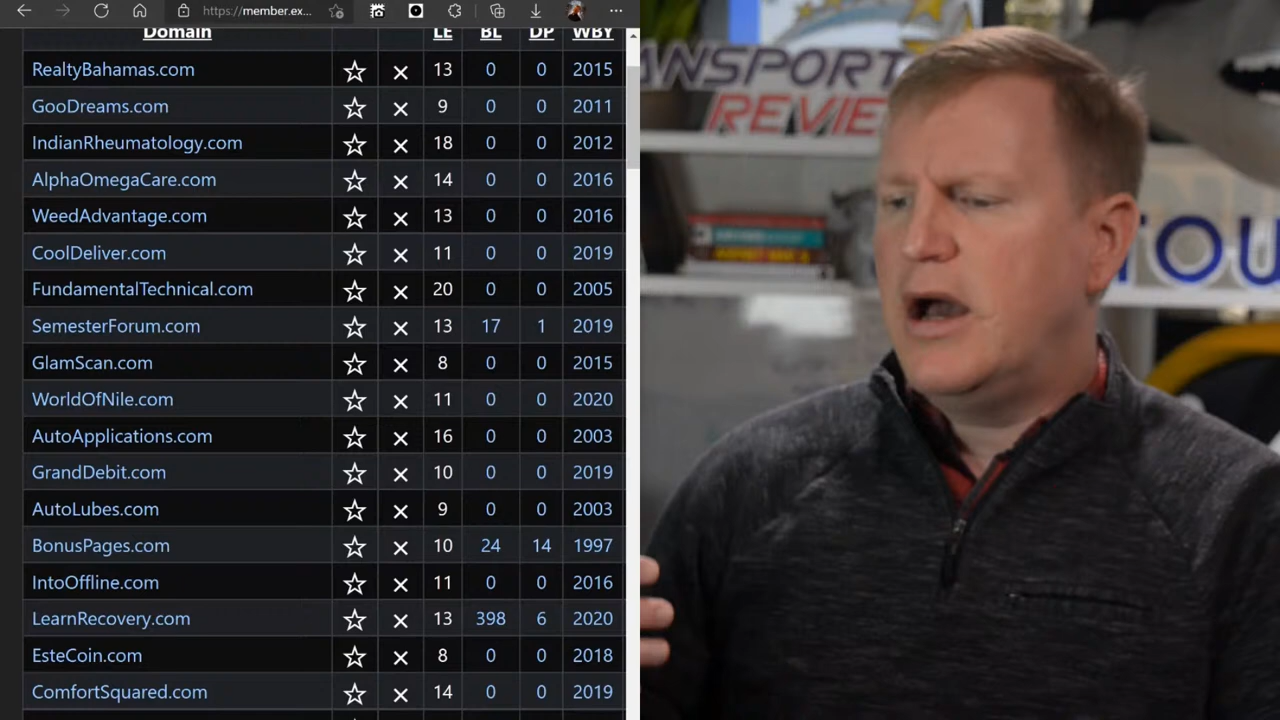 https://member.ex...
Domain LE BL DP WBY
RealtyBahamas.com 13 0 0 2015
GooDreams.com 9 0 0 2011
IndianRheumatology.com 18 0 0 2012
AlphaOmegaCare.com 14 0 0 2016
WeedAdvantage.com 13 0 0 2016
CoolDeliver.com 11 0 0 2019
FundamentalTechnical.com 20 0 0 2005
SemesterForum.com 13 17 1 2019
GlamScan.com 8 0 0 2015
WorldOfNile.com 11 0 0 2020
AutoApplications.com 16 0 0 2003
GrandDebit.com 10 0 0 2019
AutoLubes.com 9 0 0 2003
BonusPages.com 10 24 14 1997
IntoOffline.com 11 0 0 2016
LearnRecovery.com 13 398 6 2020
EsteCoin.com 8 0 0 2018
ComfortSquared.com 14 0 0 2019
ANSPORT
REVIE
TOU